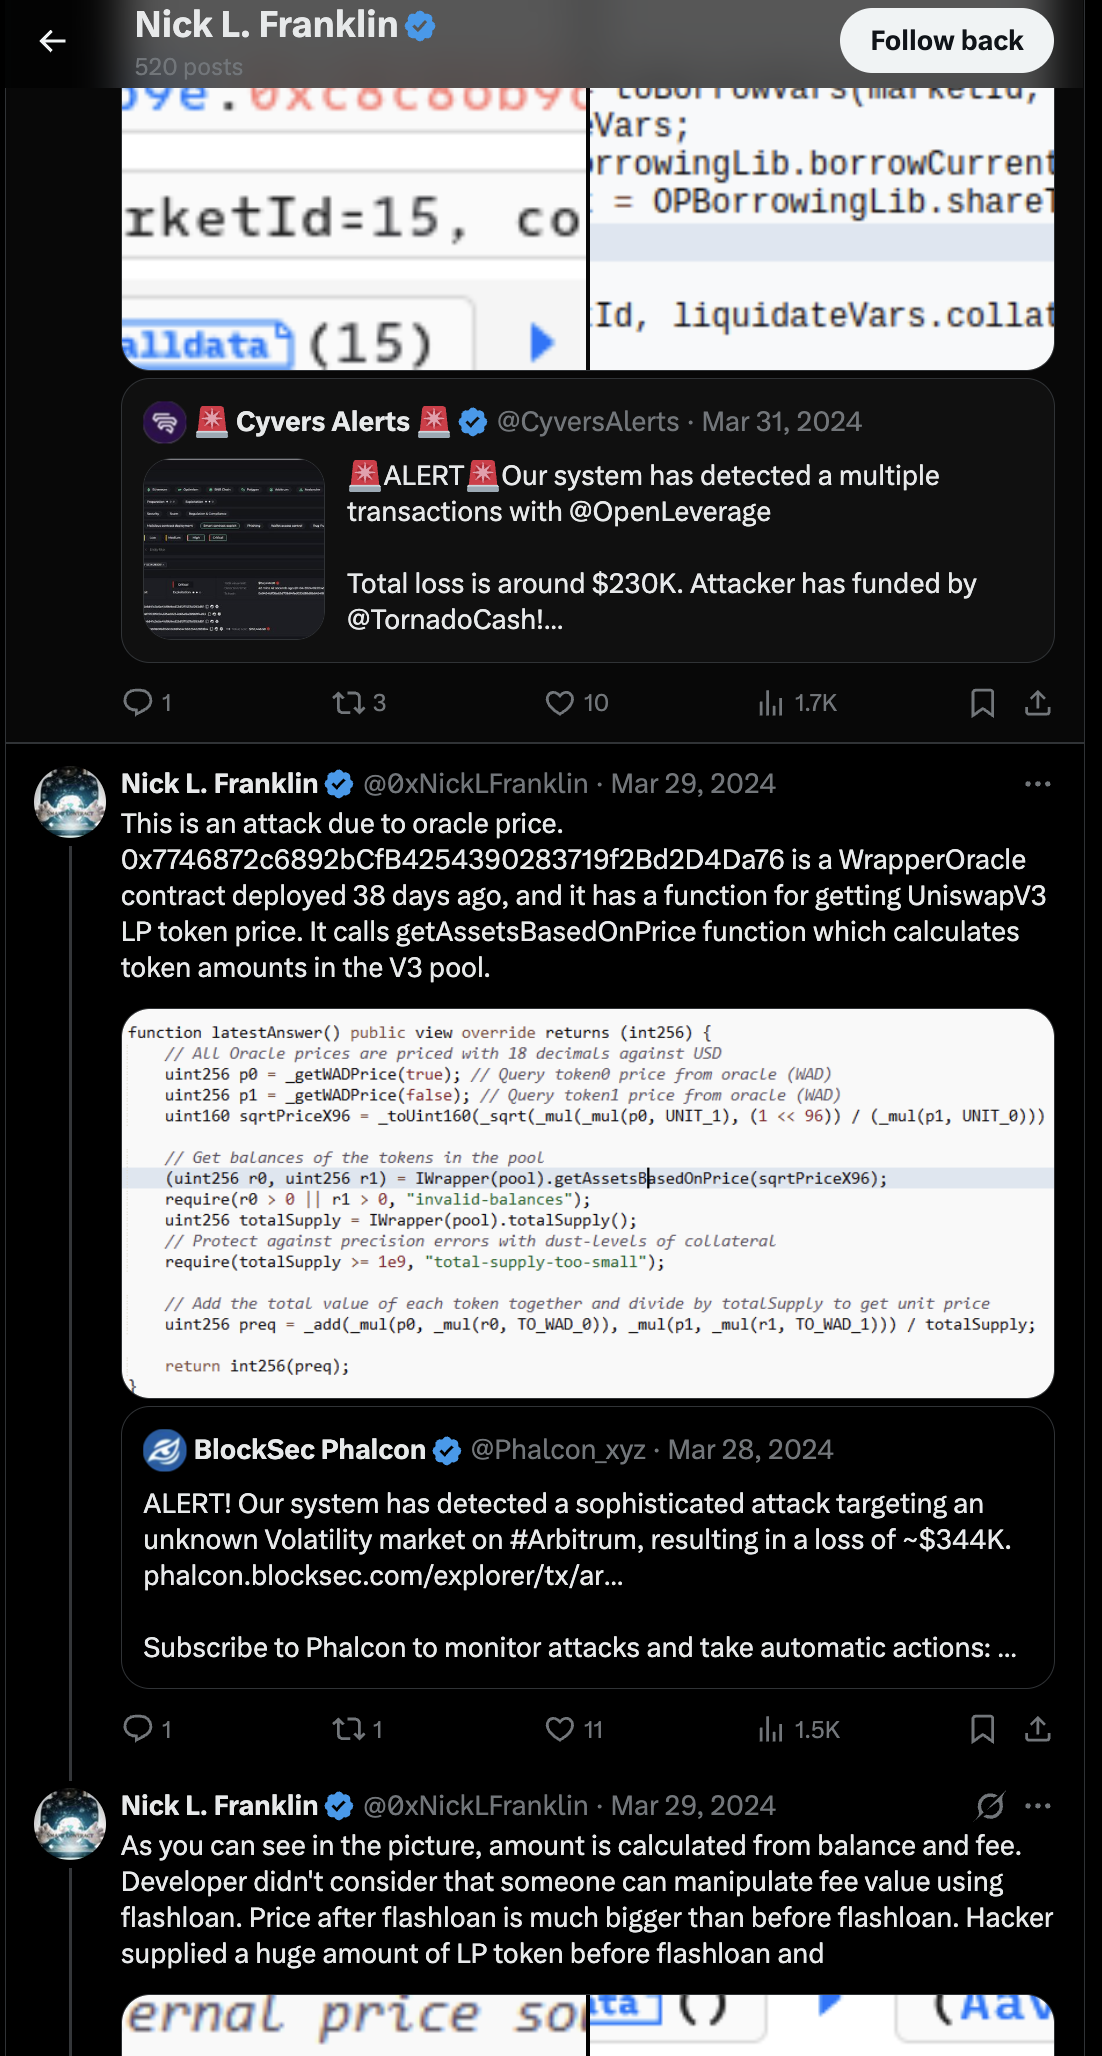 Nick L. Franklin
520 posts
Follow back
b9e.0xc8c80b9c
toBorrowVars(marketId,
eVars;
rrowingLib.borrowCurrent
= OPBorrowingLib.share
rketId=15, co
alldata (15)
Id, liquidateVars.collat
Cyvers Alerts @CyversAlerts · Mar 31, 2024
ALERT Our system has detected a multiple
transactions with @OpenLeverage
Total loss is around $230K. Attacker has funded by
@TornadoCash!...
1 3 10 1.7K
Nick L. Franklin @0xNickLFranklin · Mar 29, 2024
This is an attack due to oracle price.
0x7746872c6892bCfB4254390283719f2Bd2D4Da76 is a WrapperOracle
contract deployed 38 days ago, and it has a function for getting UniswapV3
LP token price. It calls getAssetsBasedOnPrice function which calculates
token amounts in the V3 pool.
function latestAnswer() public view override returns (int256) {
// All Oracle prices are priced with 18 decimals against USD
uint256 p0 = _getWADPrice(true); // Query token0 price from oracle (WAD)
uint256 p1 = _getWADPrice(false); // Query token1 price from oracle (WAD)
uint160 sqrtPriceX96 = _toUint160(_sqrt(_mul(_mul(p0, UNIT_1), (1 << 96)) / (_mul(p1, UNIT_0)))
// Get balances of the tokens in the pool
(uint256 r0, uint256 r1) = IWrapper(pool).getAssetsBasedOnPrice(sqrtPriceX96);
require(r0 > 0 || r1 > 0, "invalid-balances");
uint256 totalSupply = IWrapper(pool).totalSupply();
// Protect against precision errors with dust-levels of collateral
require(totalSupply >= 1e9, "total-supply-too-small");
// Add the total value of each token together and divide by totalSupply to get unit price
uint256 preq = _add(_mul(p0, _mul(r0, TO_WAD_0)), _mul(p1, _mul(r1, TO_WAD_1))) / totalSupply;
return int256(preq);
}
BlockSec Phalcon @Phalcon_xyz · Mar 28, 2024
ALERT! Our system has detected a sophisticated attack targeting an
unknown Volatility market on #Arbitrum, resulting in a loss of ~$344K.
phalcon.blocksec.com/explorer/tx/ar...
Subscribe to Phalcon to monitor attacks and take automatic actions: ...
1 1 11 1.5K
Nick L. Franklin @0xNickLFranklin · Mar 29, 2024
As you can see in the picture, amount is calculated from balance and fee.
Developer didn't consider that someone can manipulate fee value using
flashloan. Price after flashloan is much bigger than before flashloan. Hacker
supplied a huge amount of LP token before flashloan and
ernal price so
ata () (Aav